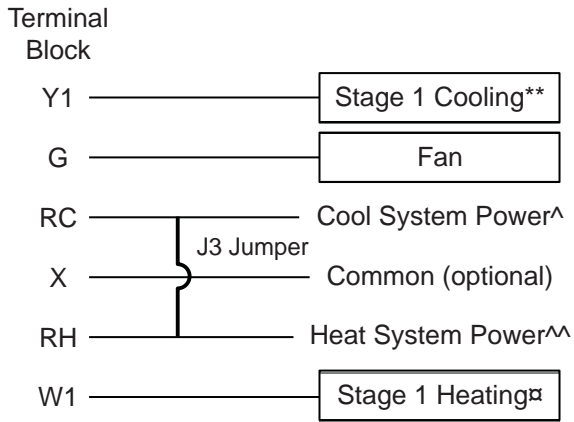 Terminal
Block
Y1 Stage 1 Cooling**
G Fan
RC Cool System Power^
J3 Jumper
X Common (optional)
RH Heat System Power^^
W1 Stage 1 Heating¤